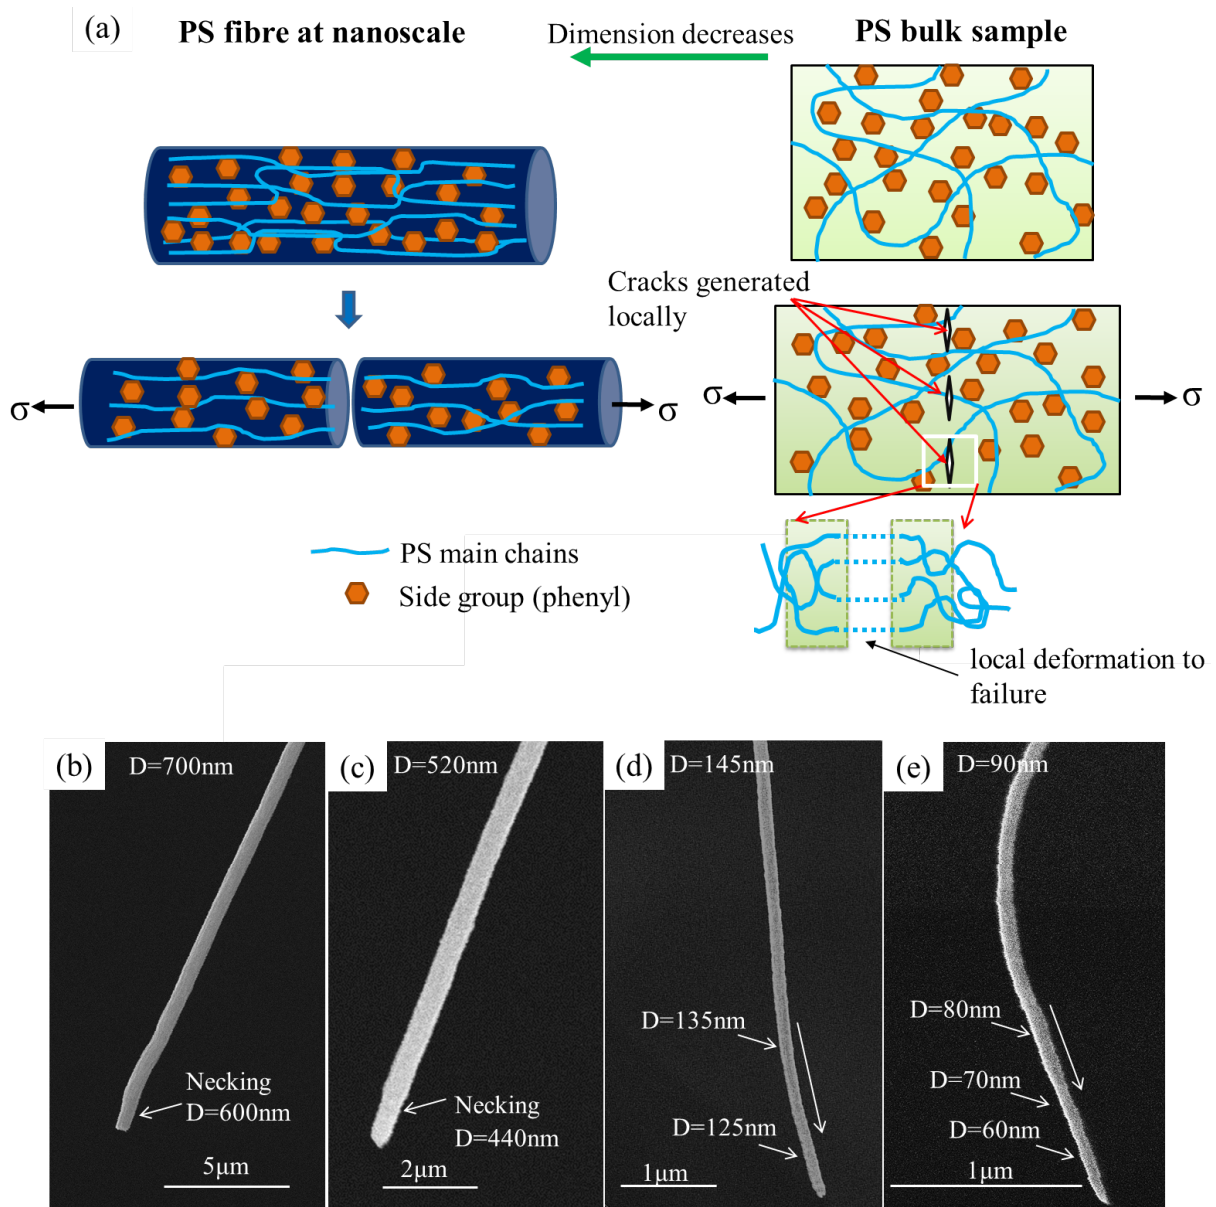 (a)
PS fibre at nanoscale
Dimension decreases
PS bulk sample
Cracks generated
locally
σ
σ
σ
σ
PS main chains
Side group (phenyl)
local deformation to
failure
(b)
D=700nm
Necking
D=600nm
5μm
(c)
D=520nm
Necking
D=440nm
2μm
(d)
D=145nm
D=135nm
D=125nm
1μm
(e)
D=90nm
D=80nm
D=70nm
D=60nm
1μm